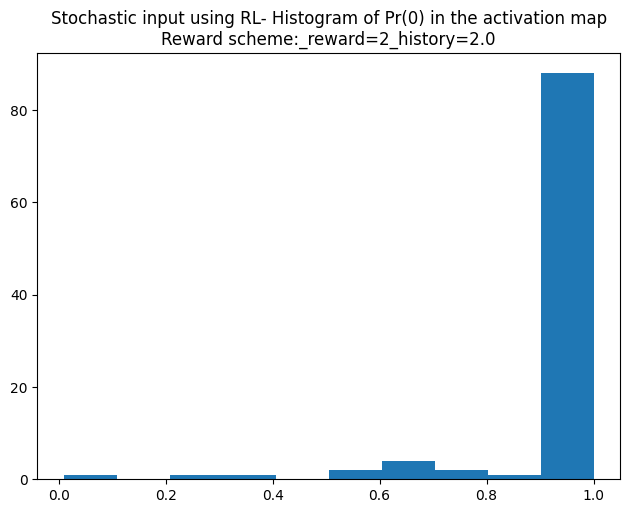 Stochastic input using RL- Histogram of Pr(0) in the activation map
Reward scheme:_reward=2_history=2.0
80
60
40
20
0
0.0 0.2 0.4 0.6 0.8 1.0